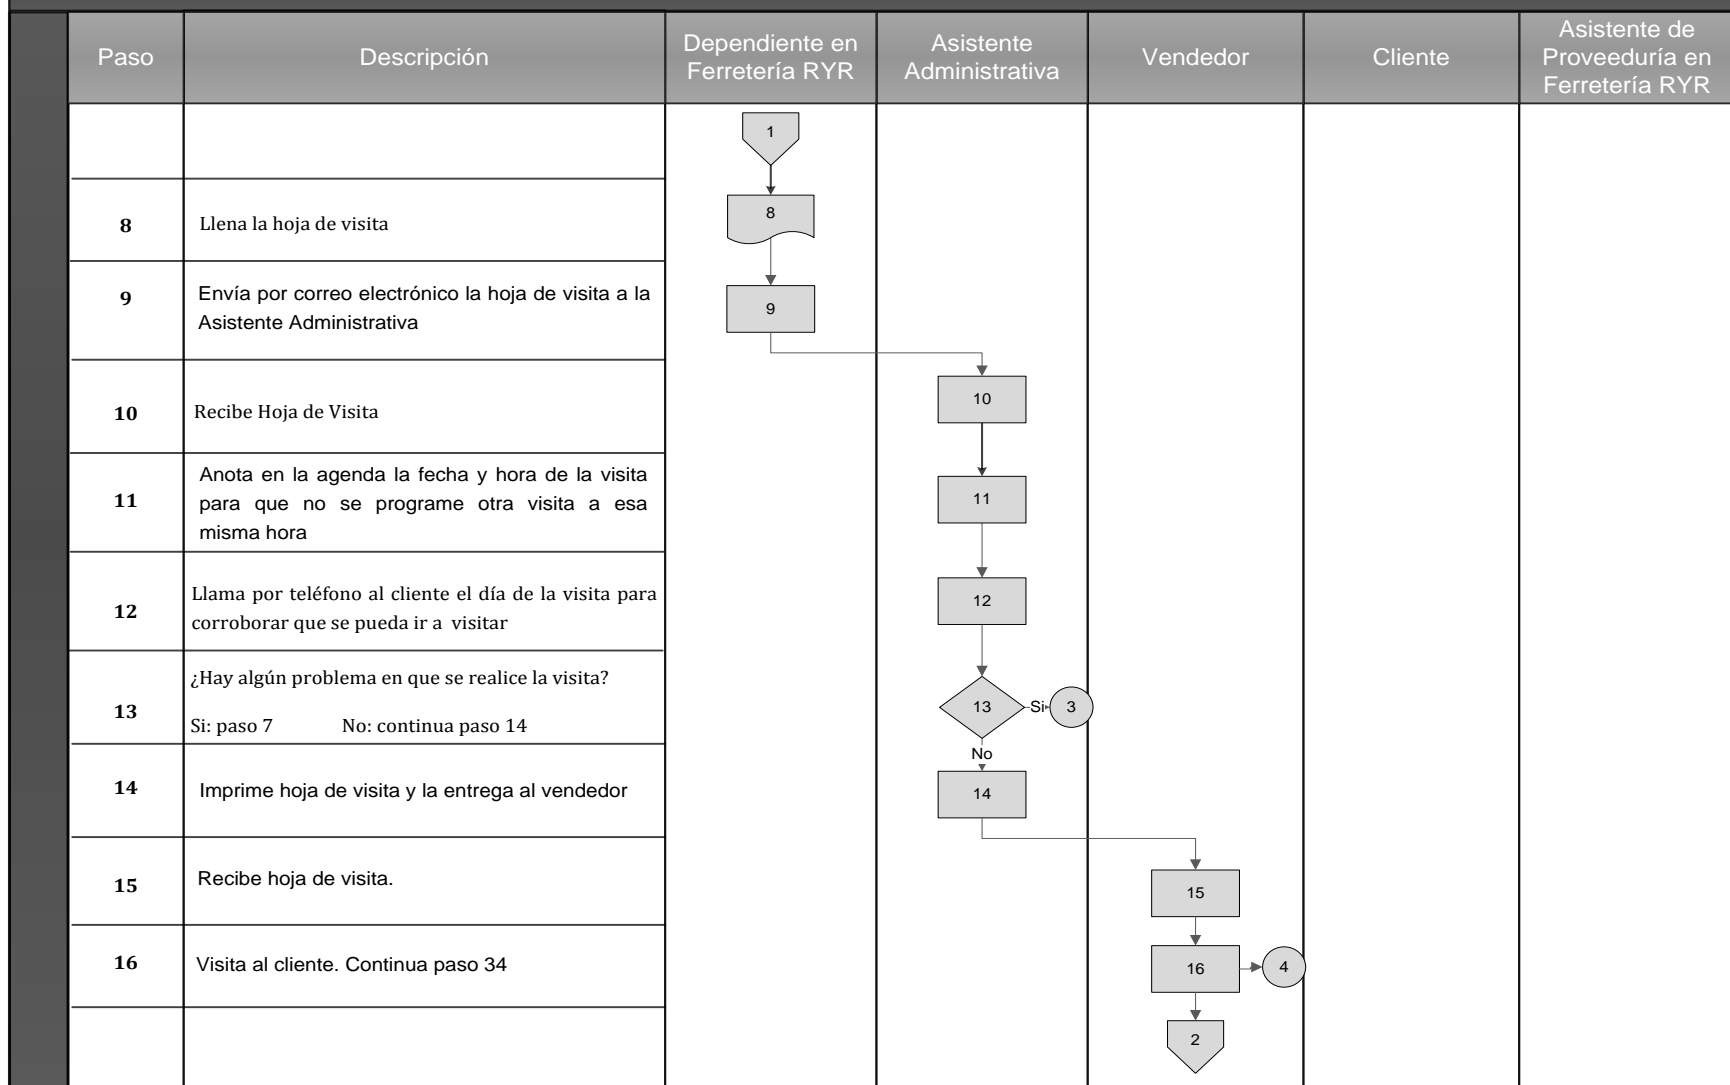 Paso
Descripción
Dependiente en
Ferretería RYR
Asistente
Administrativa
Vendedor
Cliente
Asistente de
Proveeduría en
Ferretería RYR
1
8
Llena la hoja de visita
8
9
Envía por correo electrónico la hoja de visita a la
Asistente Administrativa
9
10
Recibe Hoja de Visita
10
11
Anota en la agenda la fecha y hora de la visita
para que no se programe otra visita a esa
misma hora
11
12
Llama por teléfono al cliente el día de la visita para
corroborar que se pueda ir a visitar
12
13
¿Hay algún problema en que se realice la visita?
Si: paso 7 No: continua paso 14
13
Si
3
No
14
Imprime hoja de visita y la entrega al vendedor
14
15
Recibe hoja de visita.
15
16
Visita al cliente. Continua paso 34
16
4
2